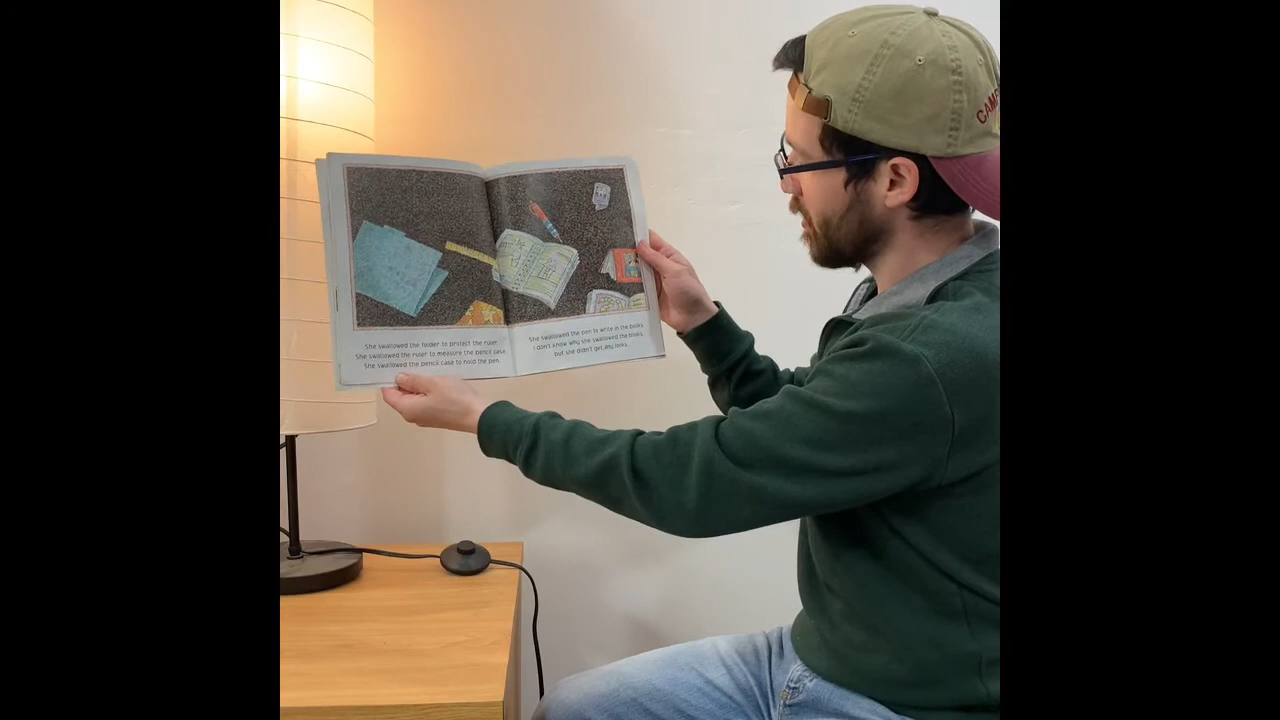 She swallowed the folder to protect the ruler.
She swallowed the ruler to measure the pencil case.
She swallowed the pencil case to hold the pen.
She swallowed the pen to write in the books.
I don't know why she swallowed the books,
but she didn't get any looks.